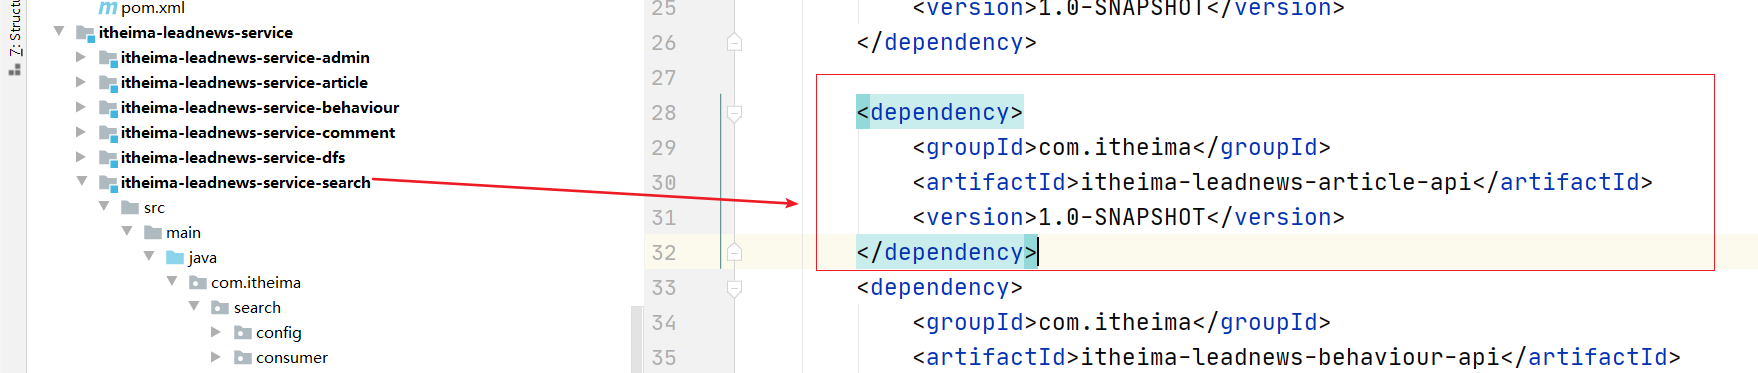 7: Structu
pom.xml
itheima-leadnews-service
itheima-leadnews-service-admin
itheima-leadnews-service-article
itheima-leadnews-service-behaviour
itheima-leadnews-service-comment
itheima-leadnews-service-dfs
itheima-leadnews-service-search
src
main
java
com.itheima
search
config
consumer
25 <version>1.0-SNAPSHOT</version>
26 </dependency>
27
28 <dependency>
29 <groupId>com.itheima</groupId>
30 <artifactId>itheima-leadnews-article-api</artifactId>
31 <version>1.0-SNAPSHOT</version>
32 </dependency>
33 <dependency>
34 <groupId>com.itheima</groupId>
35 <artifactId>itheima-leadnews-behaviour-api</artifactId>